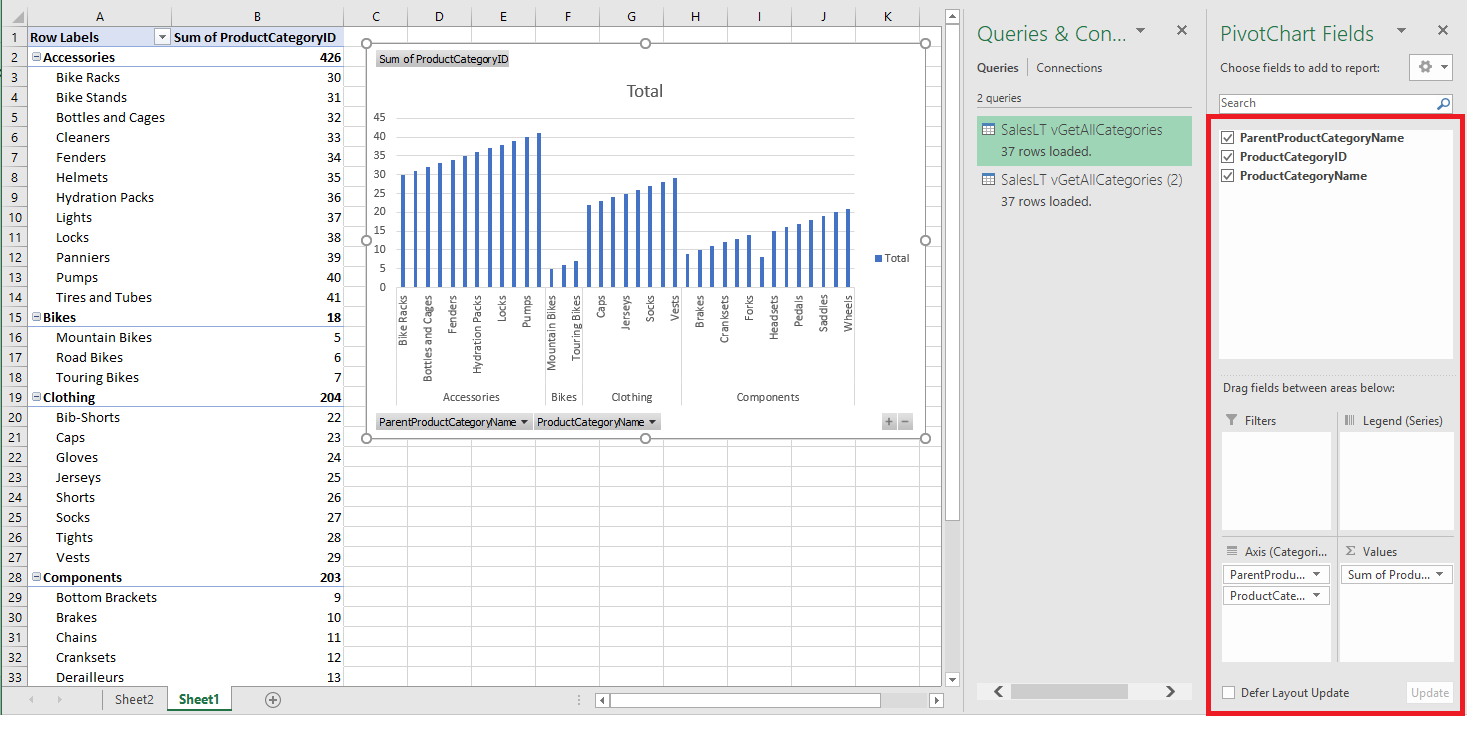 A B C D E F G H I J K
1 Row Labels Sum of ProductCategoryID
2 Accessories 426
3 Bike Racks 30
4 Bike Stands 31
5 Bottles and Cages 32
6 Cleaners 33
7 Fenders 34
8 Helmets 35
9 Hydration Packs 36
10 Lights 37
11 Locks 38
12 Panniers 39
13 Pumps 40
14 Tires and Tubes 41
15 Bikes 18
16 Mountain Bikes 5
17 Road Bikes 6
18 Touring Bikes 7
19 Clothing 204
20 Bib-Shorts 22
21 Caps 23
22 Gloves 24
23 Jerseys 25
24 Shorts 26
25 Socks 27
26 Tights 28
27 Vests 29
28 Components 203
29 Bottom Brackets 9
30 Brakes 10
31 Chains 11
32 Cranksets 12
33 Derailleurs 13
Sheet2 Sheet1
Sum of ProductCategoryID
Total
45
40
35
30
25
20
15
10
5
0
Total
Bike Racks
Bottles and Cages
Fenders
Hydration Packs
Locks
Pumps
Mountain Bikes
Touring Bikes
Caps
Jerseys
Socks
Vests
Brakes
Cranksets
Forks
Headsets
Pedals
Saddles
Wheels
Accessories Bikes Clothing Components
ParentProductCategoryName ProductCategoryName
Queries & Con...
Queries Connections
2 queries
SalesLT vGetAllCategories
37 rows loaded.
SalesLT vGetAllCategories (2)
37 rows loaded.
PivotChart Fields
Choose fields to add to report:
Search
ParentProductCategoryName
ProductCategoryID
ProductCategoryName
Drag fields between areas below:
Filters Legend (Series)
Axis (Categori... Σ Values
ParentProdu... Sum of Produ...
ProductCate...
Defer Layout Update Update